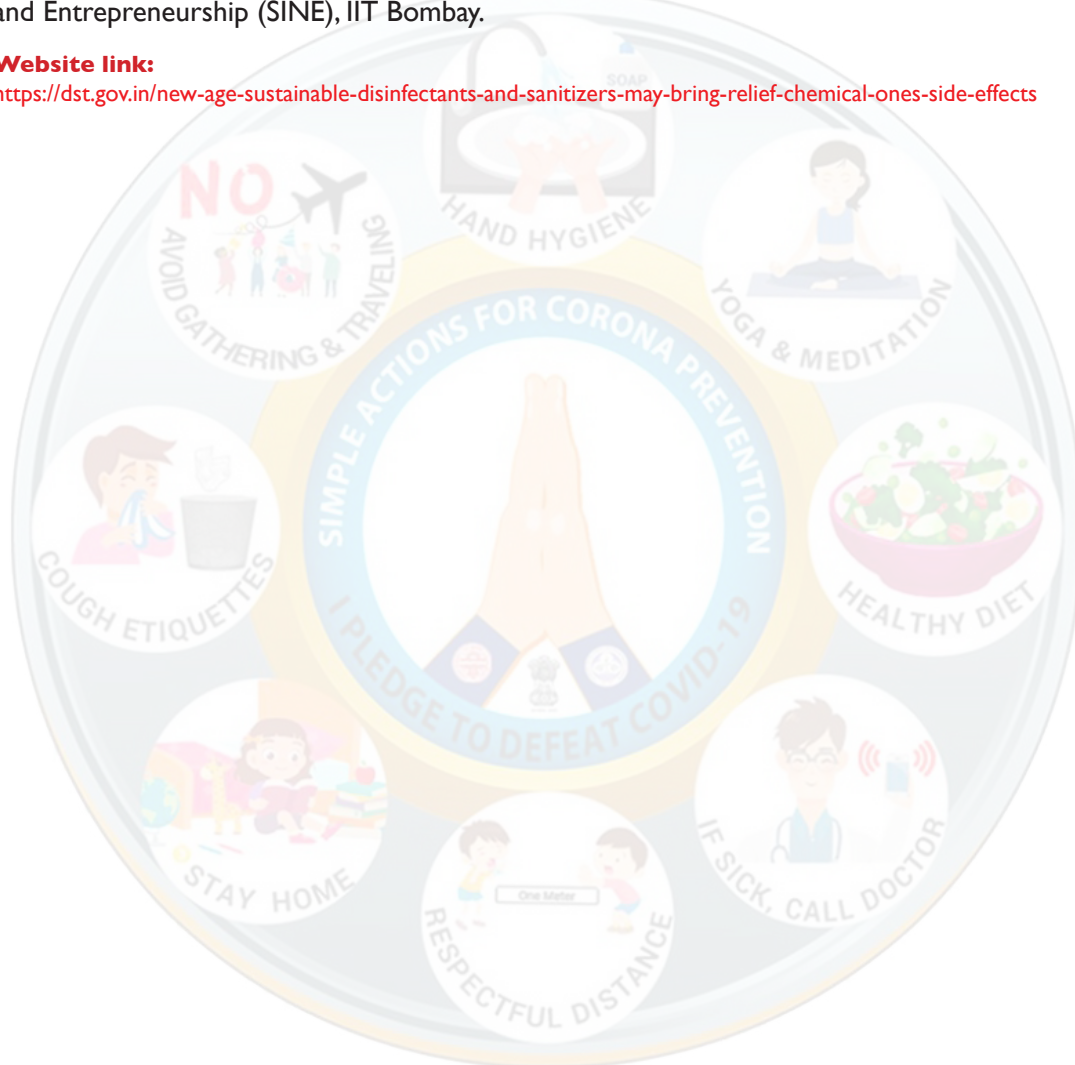 and Entrepreneurship (SINE), IIT Bombay.
Website link:
https://dst.gov.in/new-age-sustainable-disinfectants-and-sanitizers-may-bring-relief-chemical-ones-side-effects
SOAP
HAND HYGIENE
NO
AVOID GATHERING & TRAVELING
YOGA & MEDITATION
SIMPLE ACTIONS FOR CORONA PREVENTION
COUGH ETIQUETTES
HEALTHY DIET
I PLEDGE TO DEFEAT COVID-19
STAY HOME
IF SICK, CALL DOCTOR
One Meter
RESPECTFUL DISTANCE